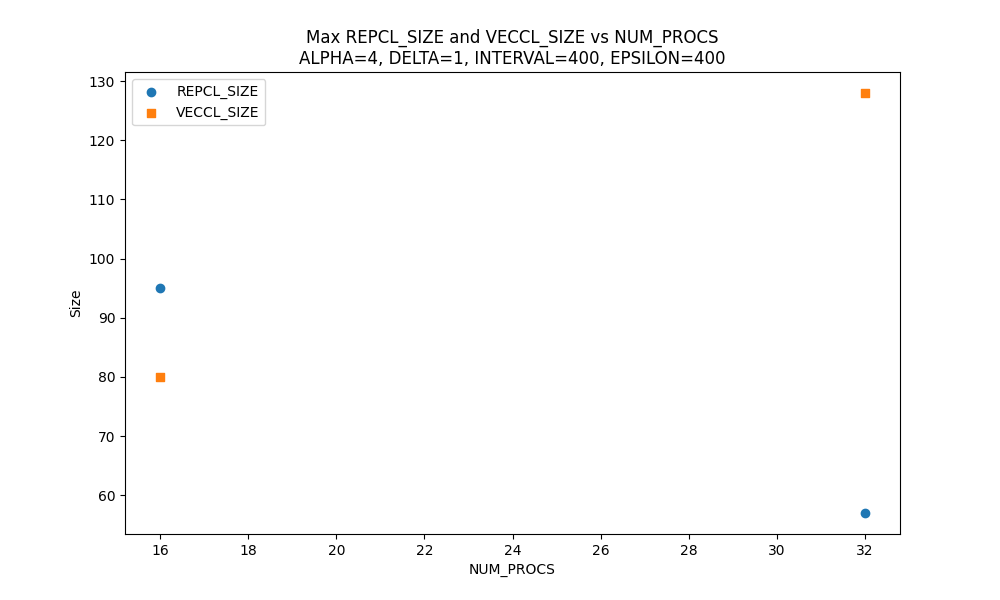 Max REPCL_SIZE and VECCL_SIZE vs NUM_PROCS
ALPHA=4, DELTA=1, INTERVAL=400, EPSILON=400
REPCL_SIZE
VECCL_SIZE
Size
130
120
110
100
90
80
70
60
16 18 20 22 24 26 28 30 32
NUM_PROCS